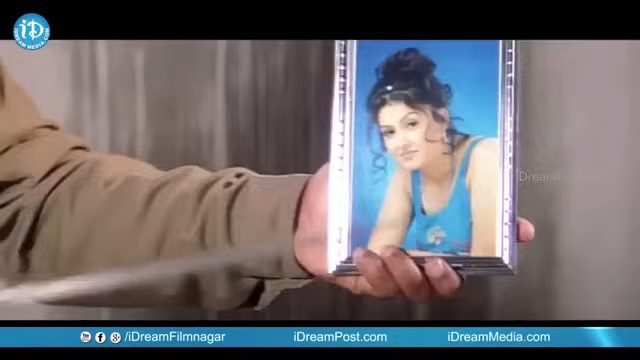 iD
iDREAM MEDIA.COM
iDream
/iDreamFilmnagar
iDreamPost.com
iDreamMedia.com